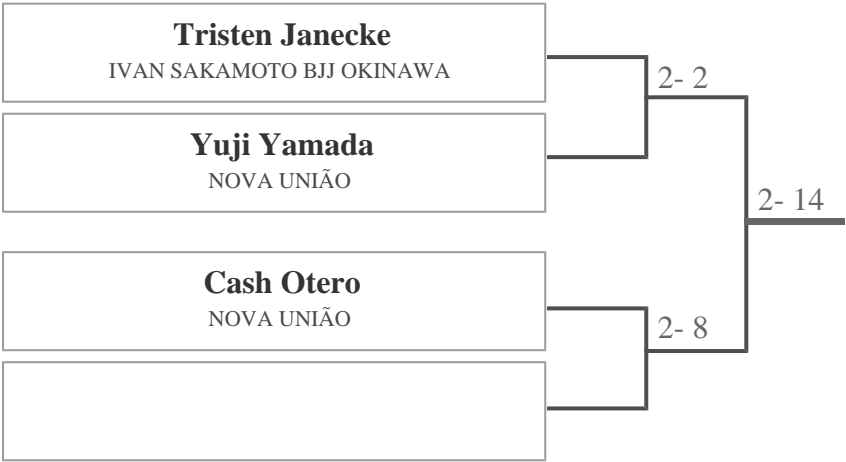 Tristen Janecke
IVAN SAKAMOTO BJJ OKINAWA
2- 2
Yuji Yamada
NOVA UNIÃO
2- 14
Cash Otero
NOVA UNIÃO
2- 8